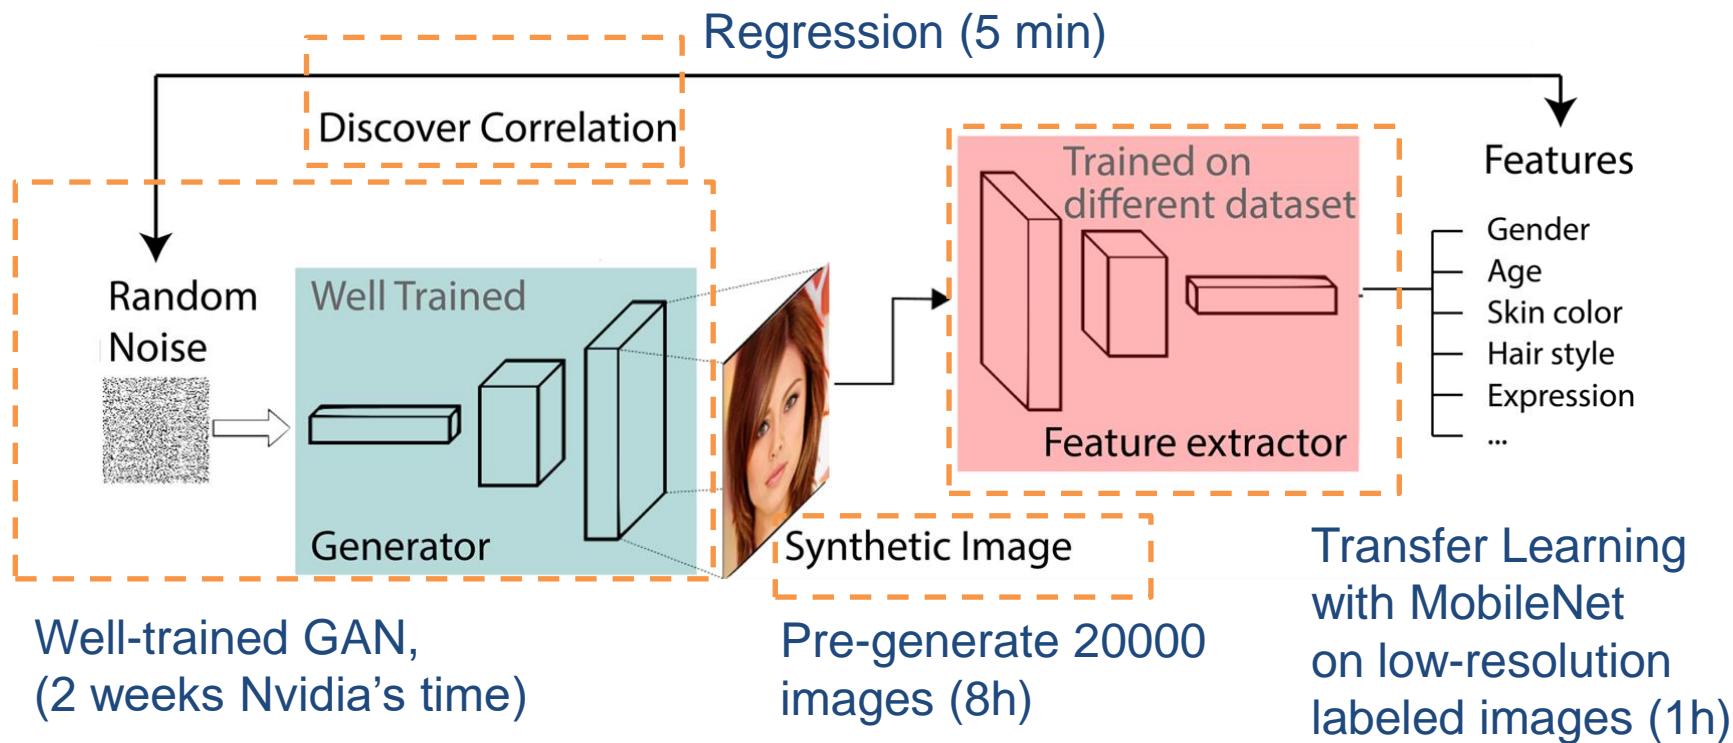 Regression (5 min)
Discover Correlation
Random
Noise
Well Trained
Generator
Synthetic Image
Trained on
different dataset
Feature extractor
Features
Gender
Age
Skin color
Hair style
Expression
...
Well-trained GAN,
(2 weeks Nvidia's time)
Pre-generate 20000
images (8h)
Transfer Learning
with MobileNet
on low-resolution
labeled images (1h)